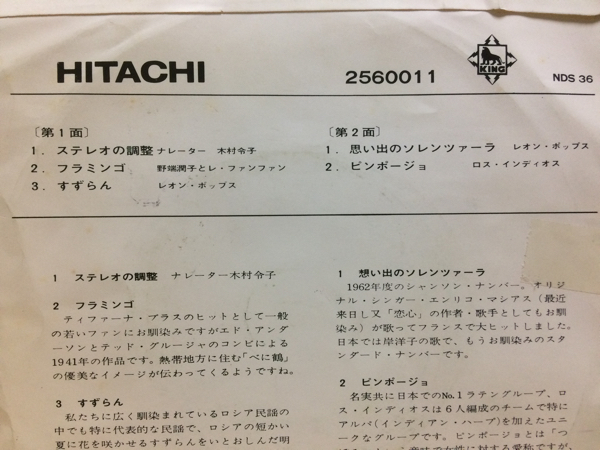 HITACHI 2560011 KING NDS 36
〔第1面〕
1. ステレオの調整 ナレーター 木村令子
2. フラミンゴ 野端潤子とレ・ファンファン
3. すずらん レオン・ポップス
〔第2面〕
1. 思い出のソレンツァーラ レオン・ポップス
2. ピンポージョ ロス・インディオス
1 ステレオの調整 ナレーター木村令子
2 フラミンゴ
ティファーナ・ブラスのヒットとして一般
の若いファンにお馴染みですがエド・アンダ
ーソンとテッド・グルージャのコンビによる
1941年の作品です。熱帯地方に住む「べに鶴」
の優美なイメージが伝わってくるようですね。
3 すずらん
私たちに広く馴染まれているロシア民謡の
中でも特に代表的な民謡で、ロシアの短かい
夏に花を咲かせるすずらんをいとおしんだ明
1 想い出のソレンツァーラ
1962年度のシャンソン・ナンバー。オリジ
ナル・シンガー・エンリコ・マシアス（最近
来日し又「恋心」の作者・歌手としてもお馴
染み）が歌ってフランスで大ヒットしました。
日本では岸洋子の歌で、もうお馴染みのスタ
ンダード・ナンバーです。
2 ピンポージョ
名実共に日本でのNo.1ラテングループ、ロ
ス・インディオスは6人編成のチームで特に
アルパ（インディアン・ハープ）を加えたユニ
ークなグループです。ピンポージョとは「つ